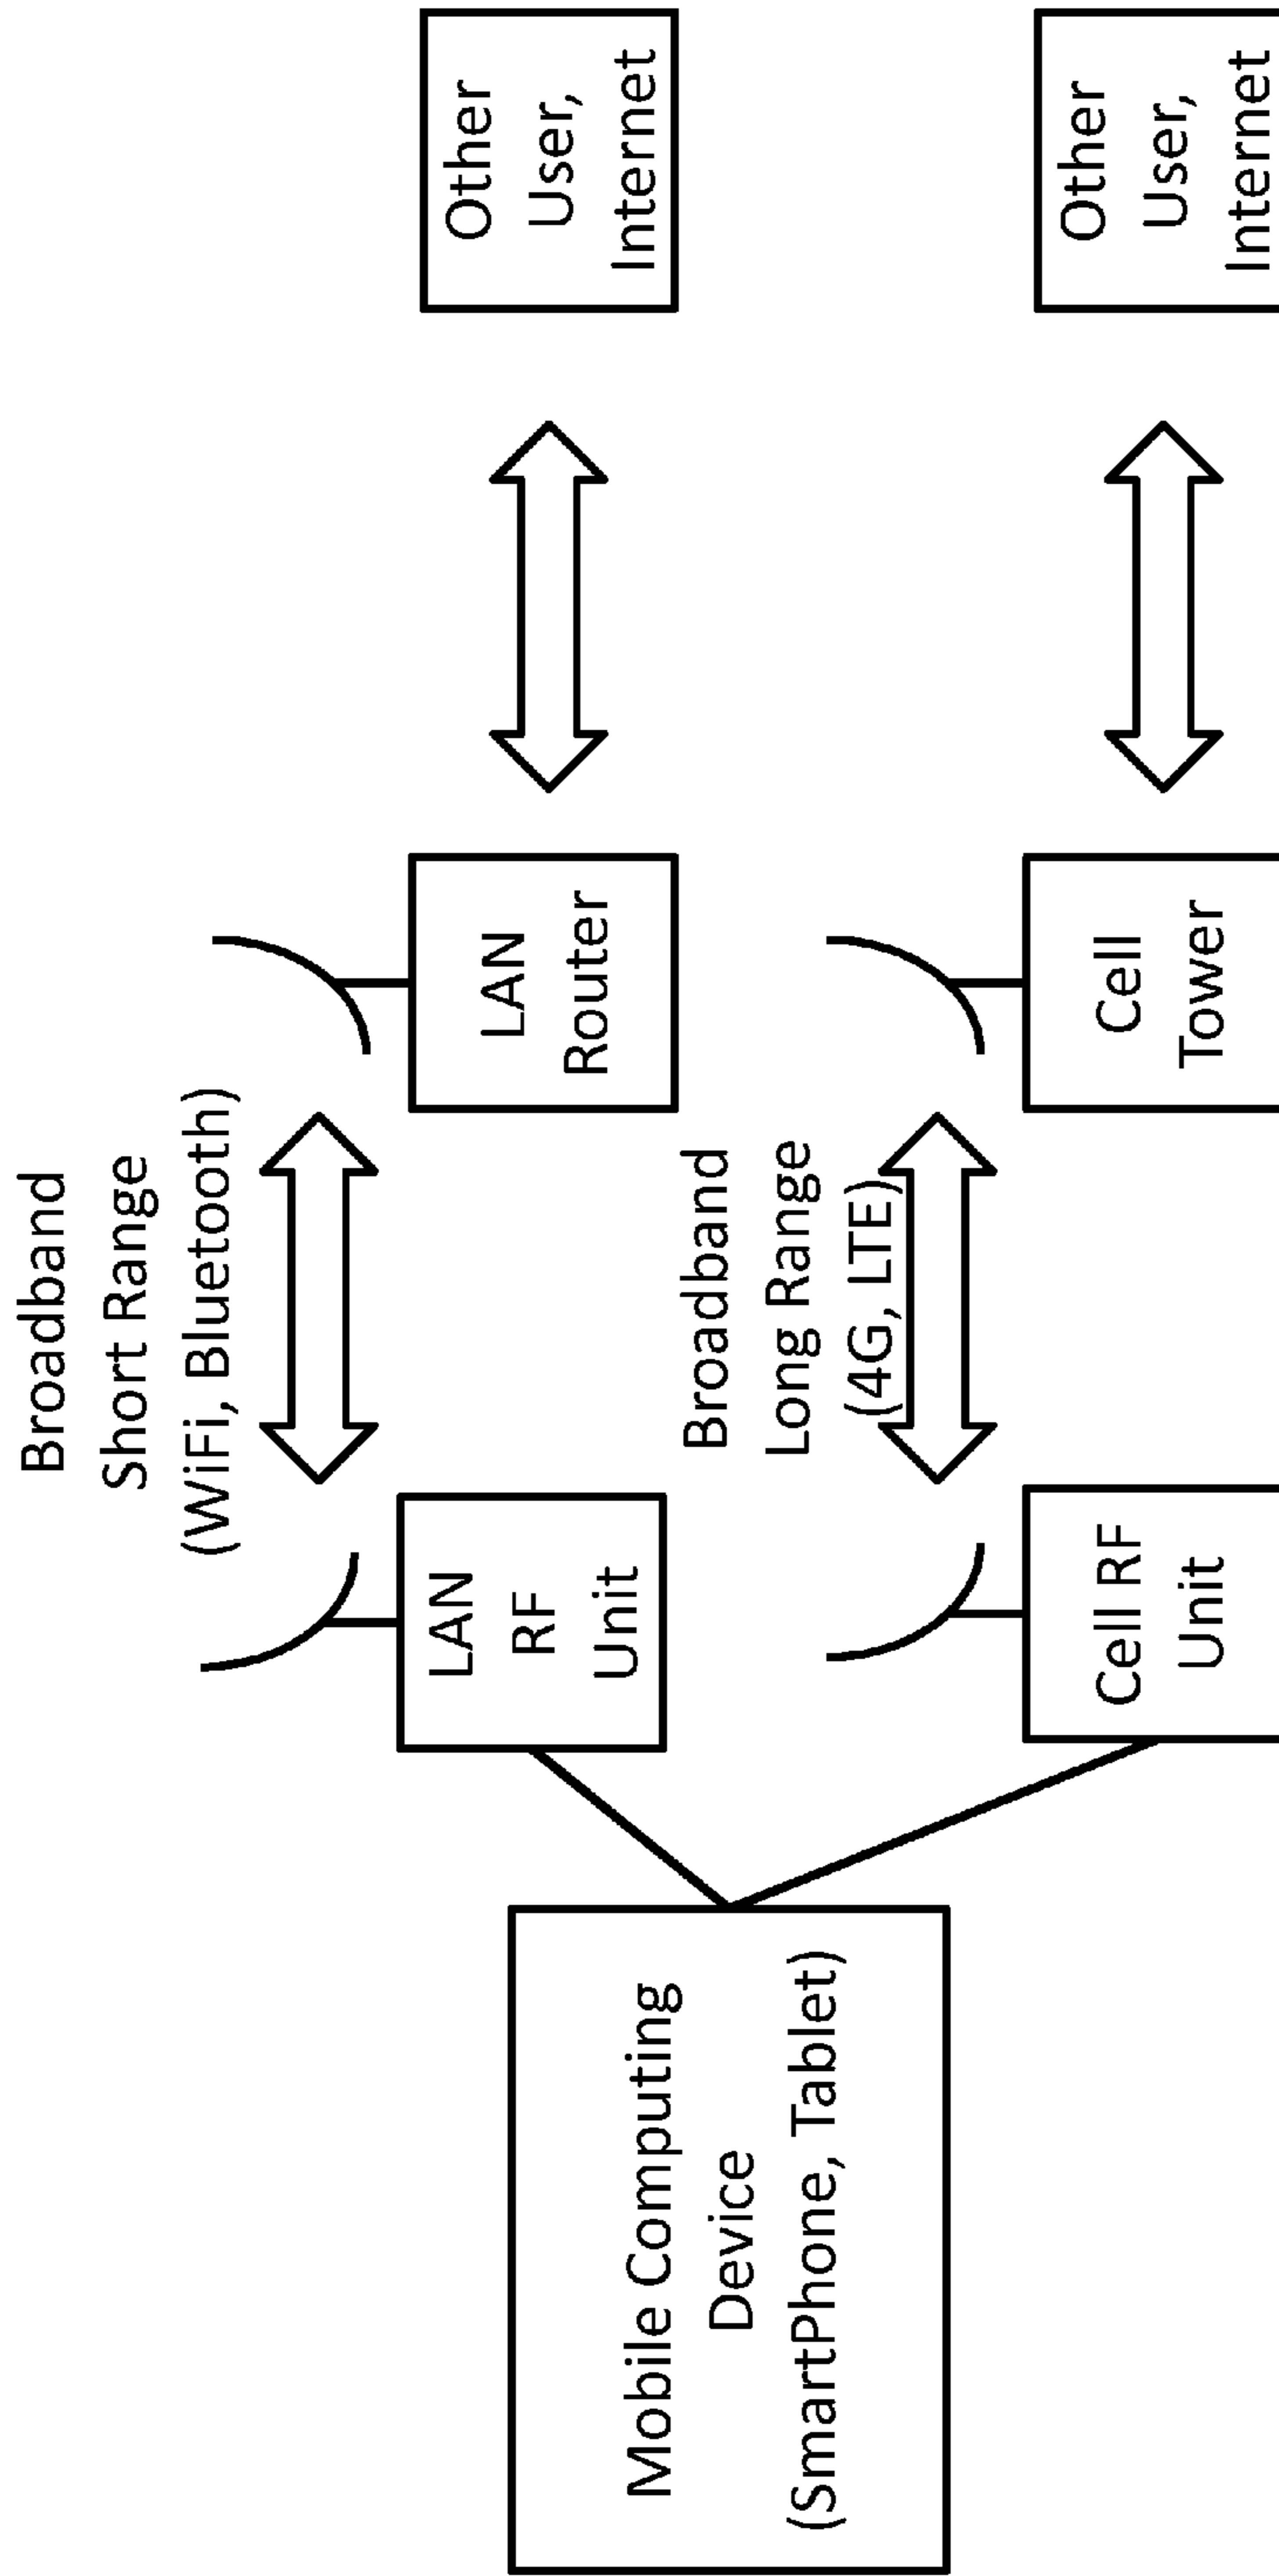 Broadband
Short Range
(WiFi, Bluetooth)
LAN
RF
Unit
LAN
Router
Other
User,
Internet
Mobile Computing
Device
(SmartPhone, Tablet)
Broadband
Long Range
(4G, LTE)
Cell RF
Unit
Cell
Tower
Other
User,
Internet